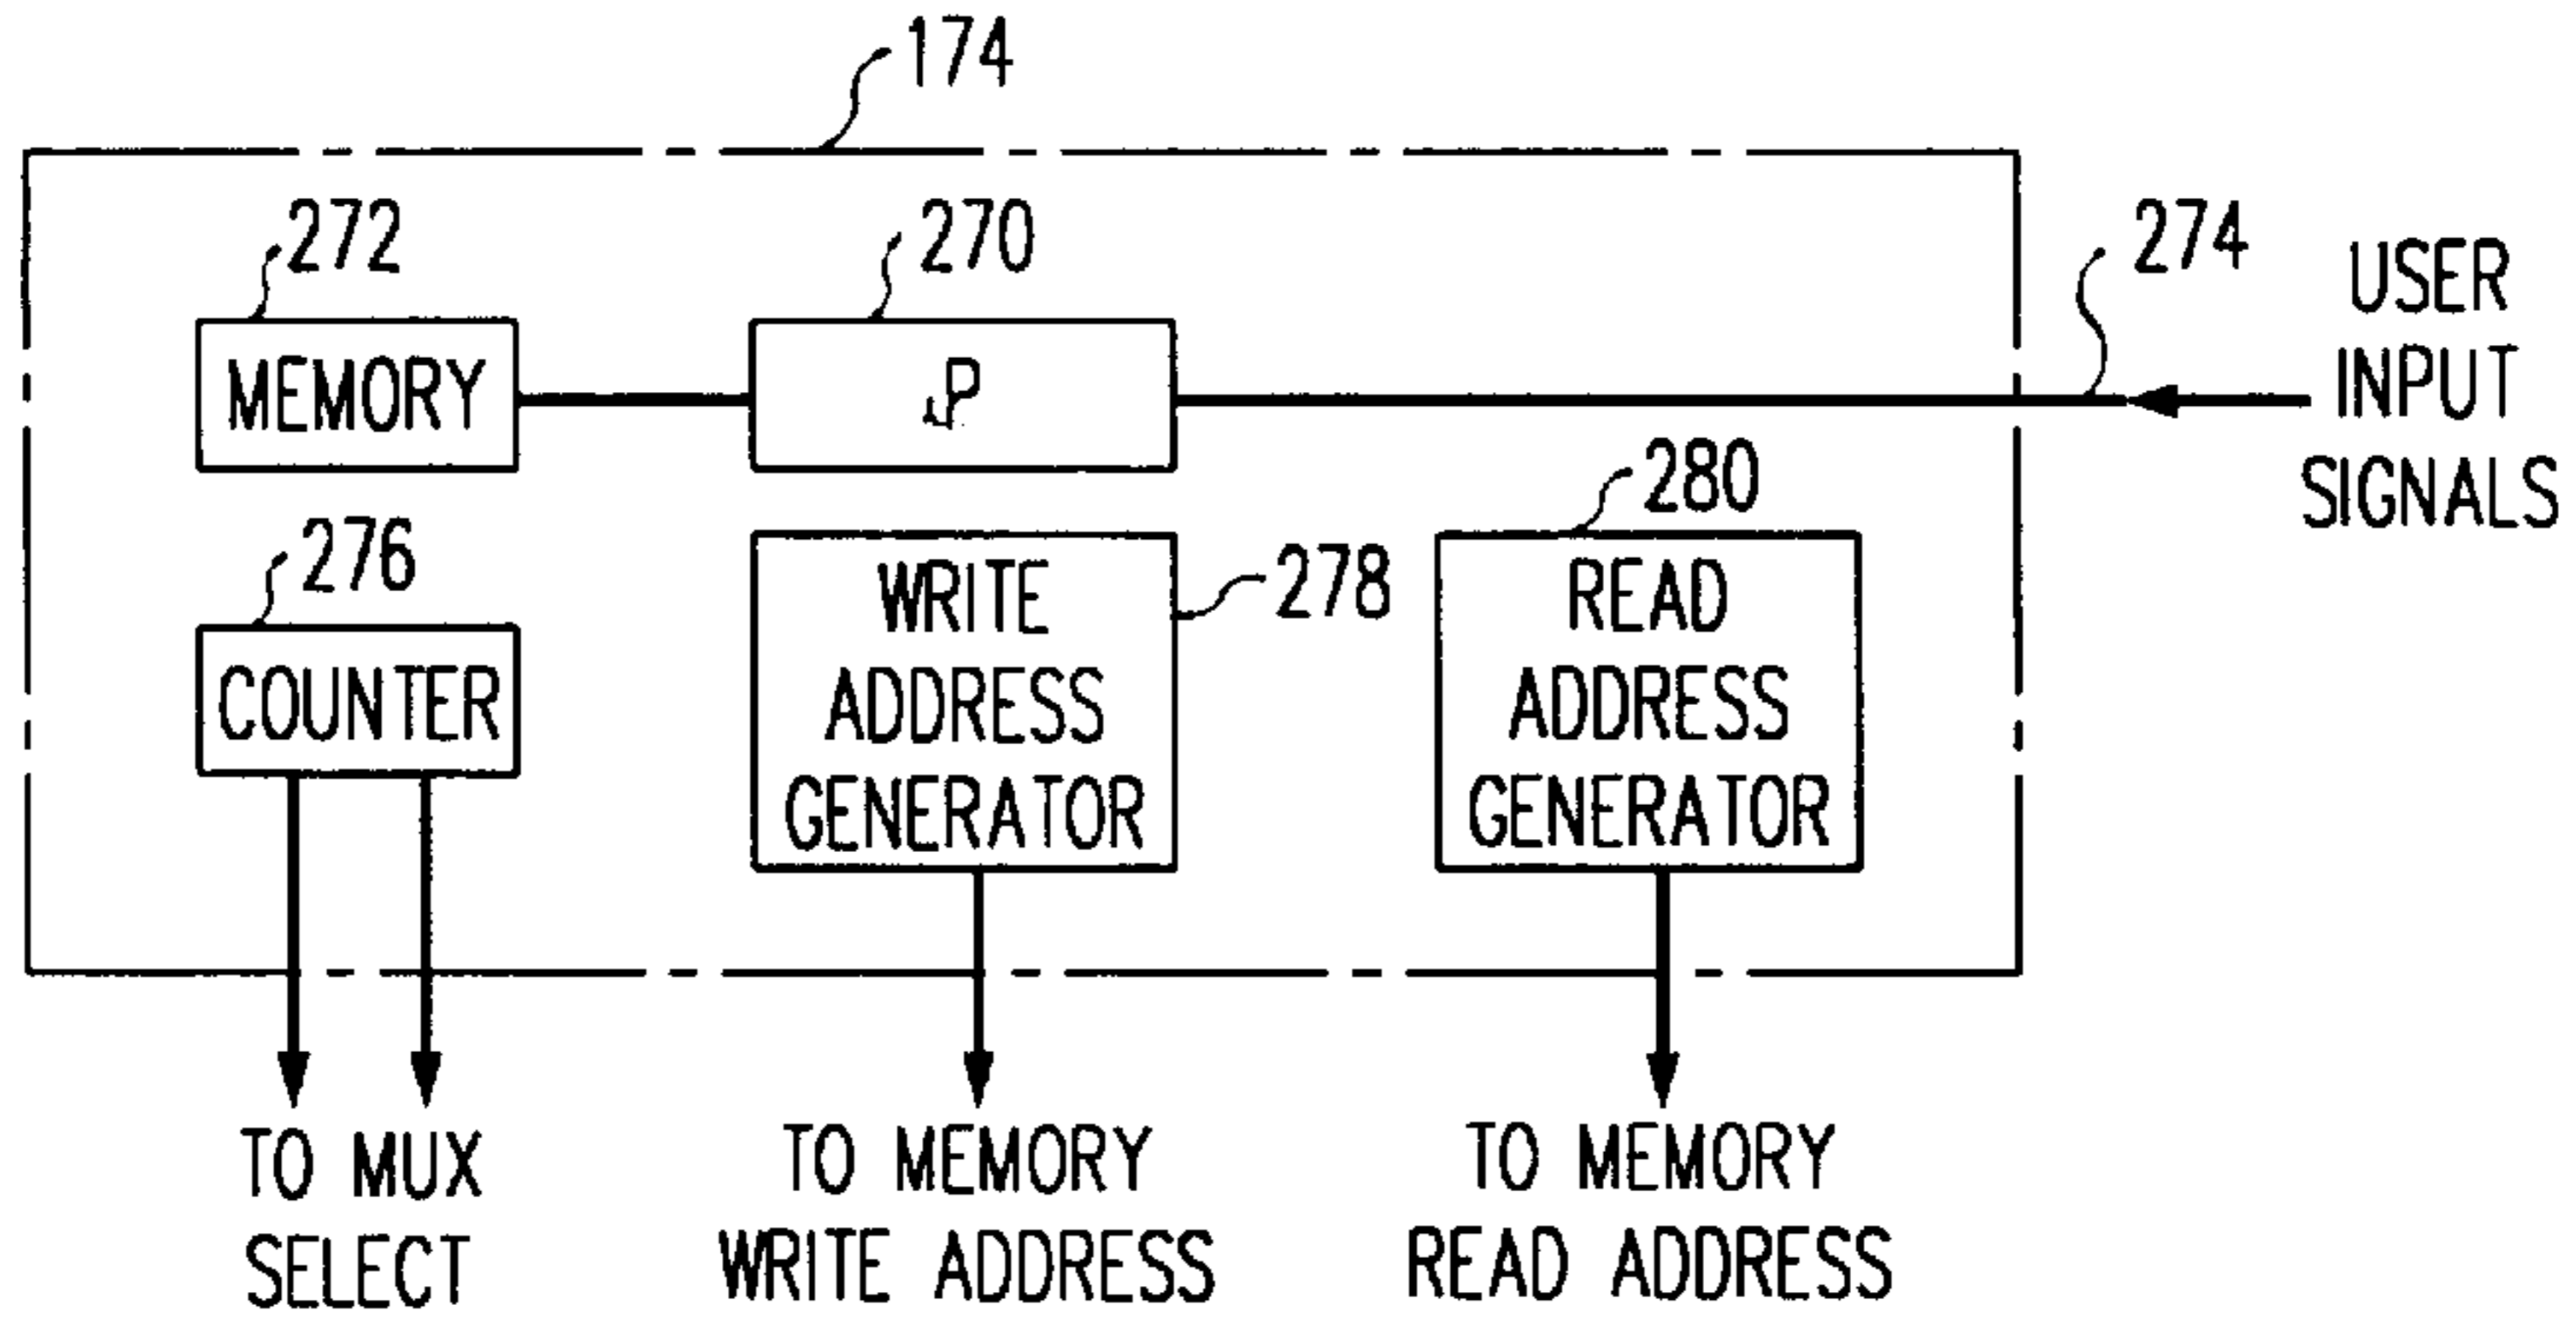 174
272
270
274
USER
INPUT
SIGNALS
MEMORY
P
280
276
278
COUNTER
WRITE
ADDRESS
GENERATOR
READ
ADDRESS
GENERATOR
TO MUX
SELECT
TO MEMORY
WRITE ADDRESS
TO MEMORY
READ ADDRESS